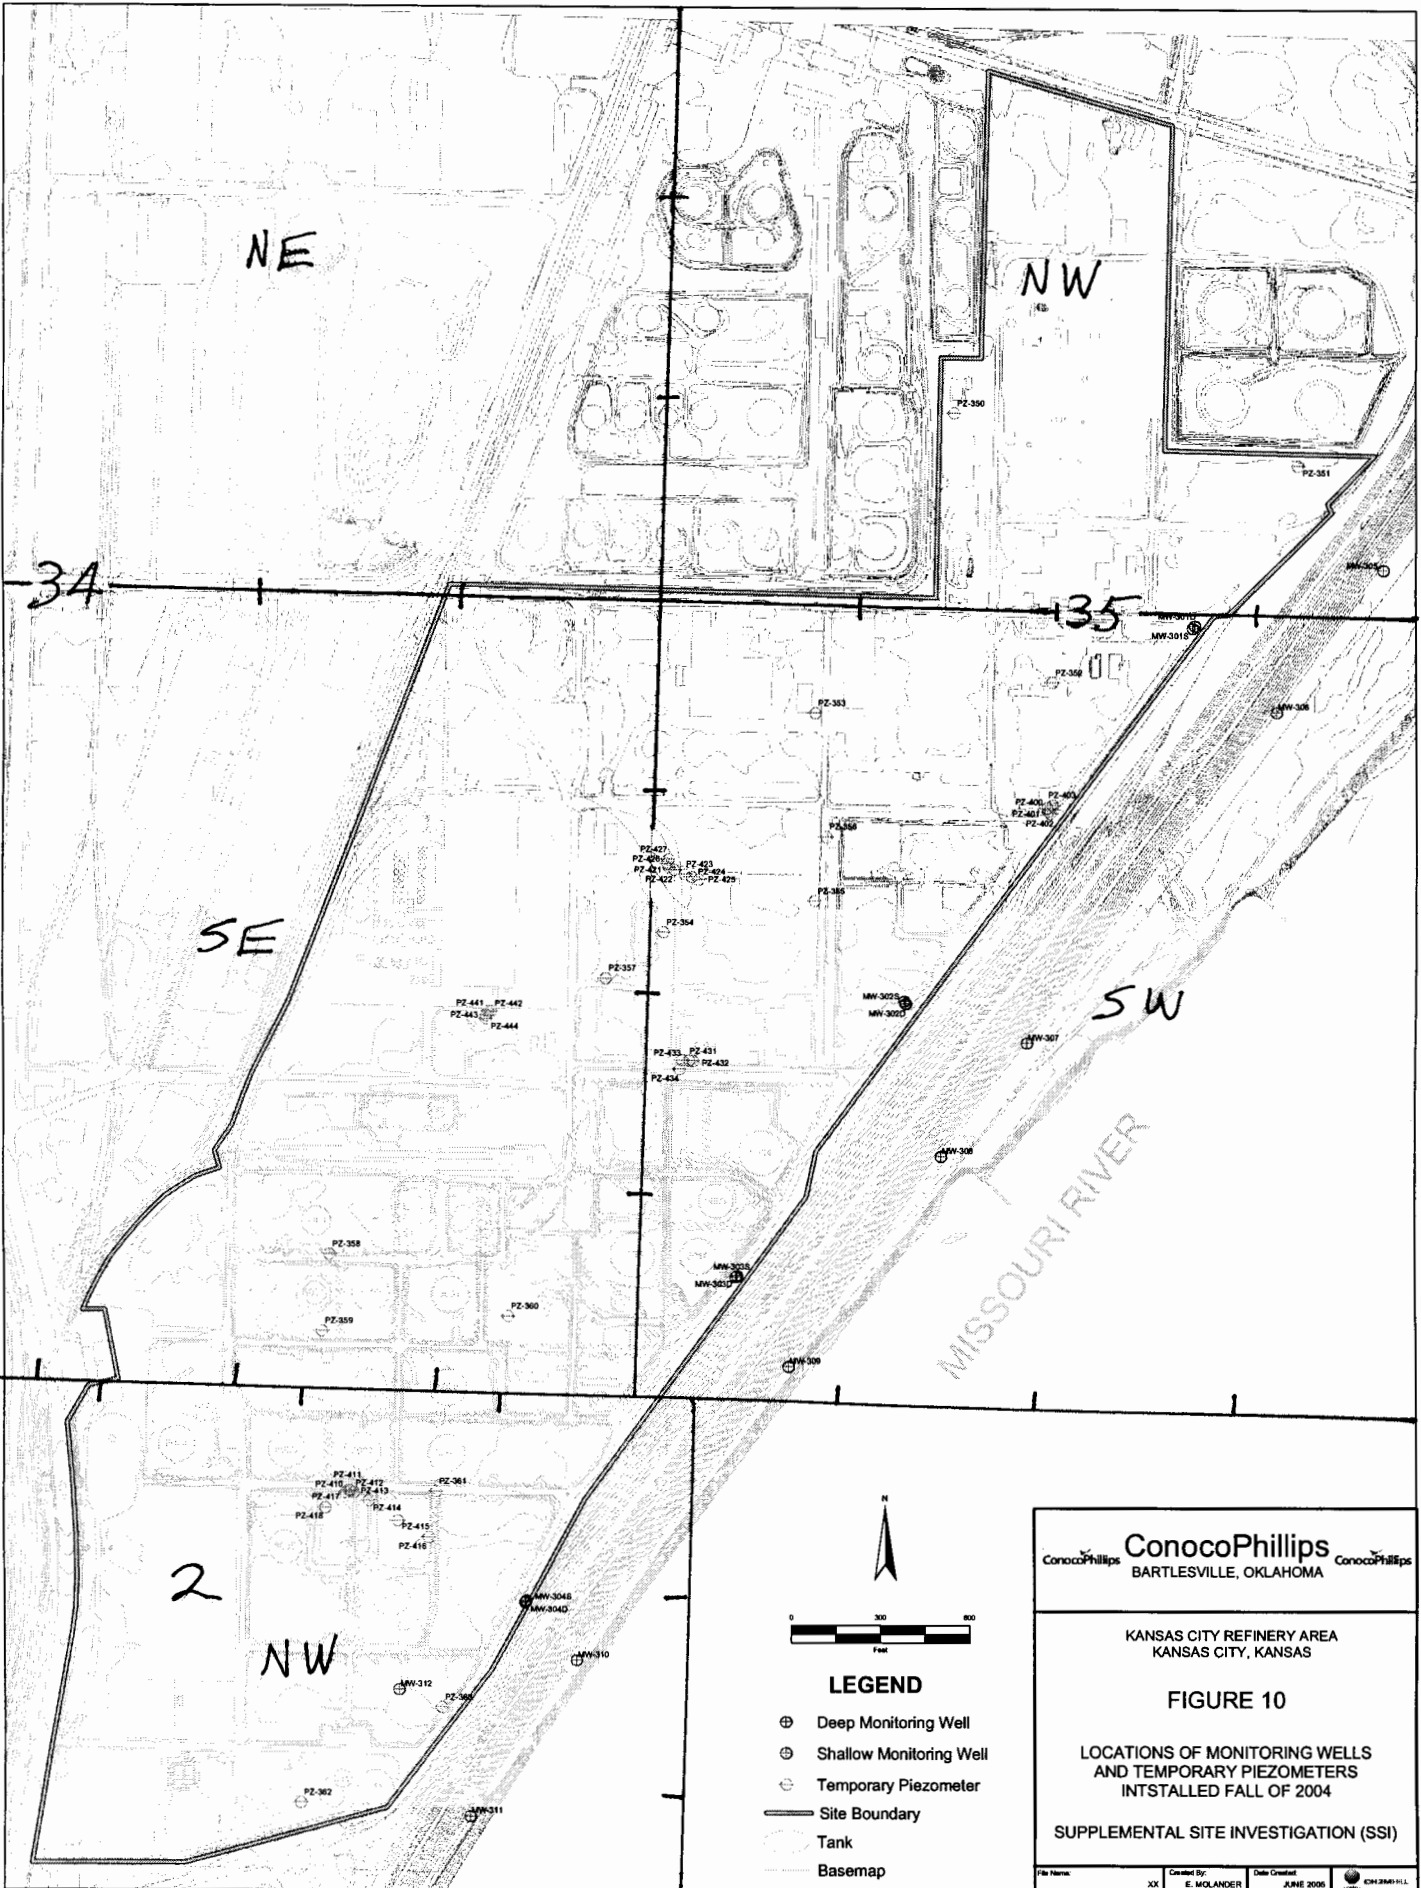 NE
NW
PZ-350
PZ-351
34
35
MW-305
MW-301D
MW-301S
PZ-353
MW-306
PZ-400
PZ-403
PZ-401
PZ-402
PZ-356
PZ-427
PZ-426
PZ-423
PZ-421
PZ-424
PZ-422
PZ-425
PZ-354
SE
PZ-357
PZ-441
PZ-442
PZ-443
PZ-444
MW-302S
MW-302D
SW
MW-307
PZ-433
PZ-431
PZ-432
PZ-434
MISSOURI RIVER
MW-308
PZ-358
MW-303S
MW-303D
PZ-360
PZ-359
MW-309
PZ-411
PZ-410
PZ-412
PZ-413
PZ-361
PZ-417
PZ-414
PZ-418
PZ-415
PZ-416
2
NW
MW-304S
MW-304D
MW-310
MW-312
PZ-362
MW-311
N
0 300 600
Feet
LEGEND
Deep Monitoring Well
Shallow Monitoring Well
Temporary Piezometer
Site Boundary
Tank
Basemap
ConocoPhillips ConocoPhillips ConocoPhillips
BARTLESVILLE, OKLAHOMA
KANSAS CITY REFINERY AREA
KANSAS CITY, KANSAS
FIGURE 10
LOCATIONS OF MONITORING WELLS
AND TEMPORARY PIEZOMETERS
INTSTALLED FALL OF 2004
SUPPLEMENTAL SITE INVESTIGATION (SSI)
File Name: XX
Created By: E. MOLANDER
Date Created: JUNE 2005
CH2MHILL